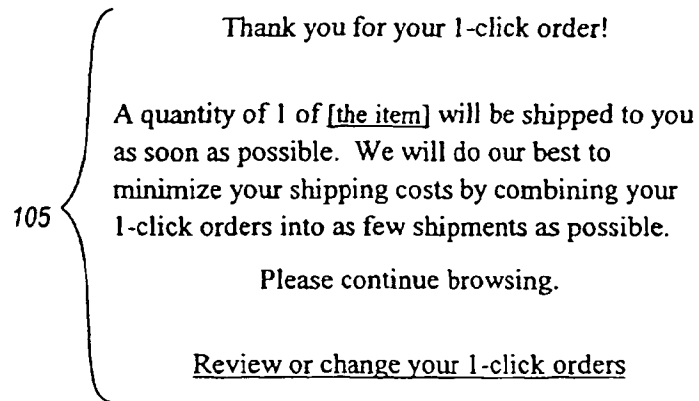 Thank you for your 1-click order!
A quantity of 1 of [the item] will be shipped to you
as soon as possible. We will do our best to
minimize your shipping costs by combining your
105
1-click orders into as few shipments as possible.
Please continue browsing.
Review or change your 1-click orders